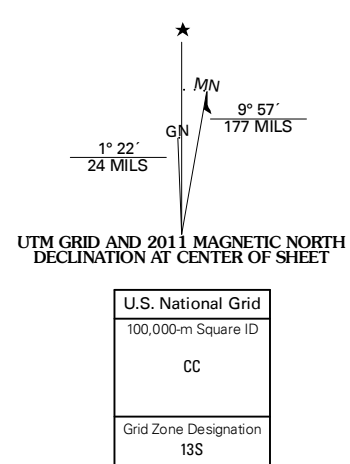 MN
9° 57´
177 MILS
GN
1° 22´
24 MILS
UTM GRID AND 2011 MAGNETIC NORTH
DECLINATION AT CENTER OF SHEET
U.S. National Grid
100,000-m Square ID
CC
Grid Zone Designation
13S